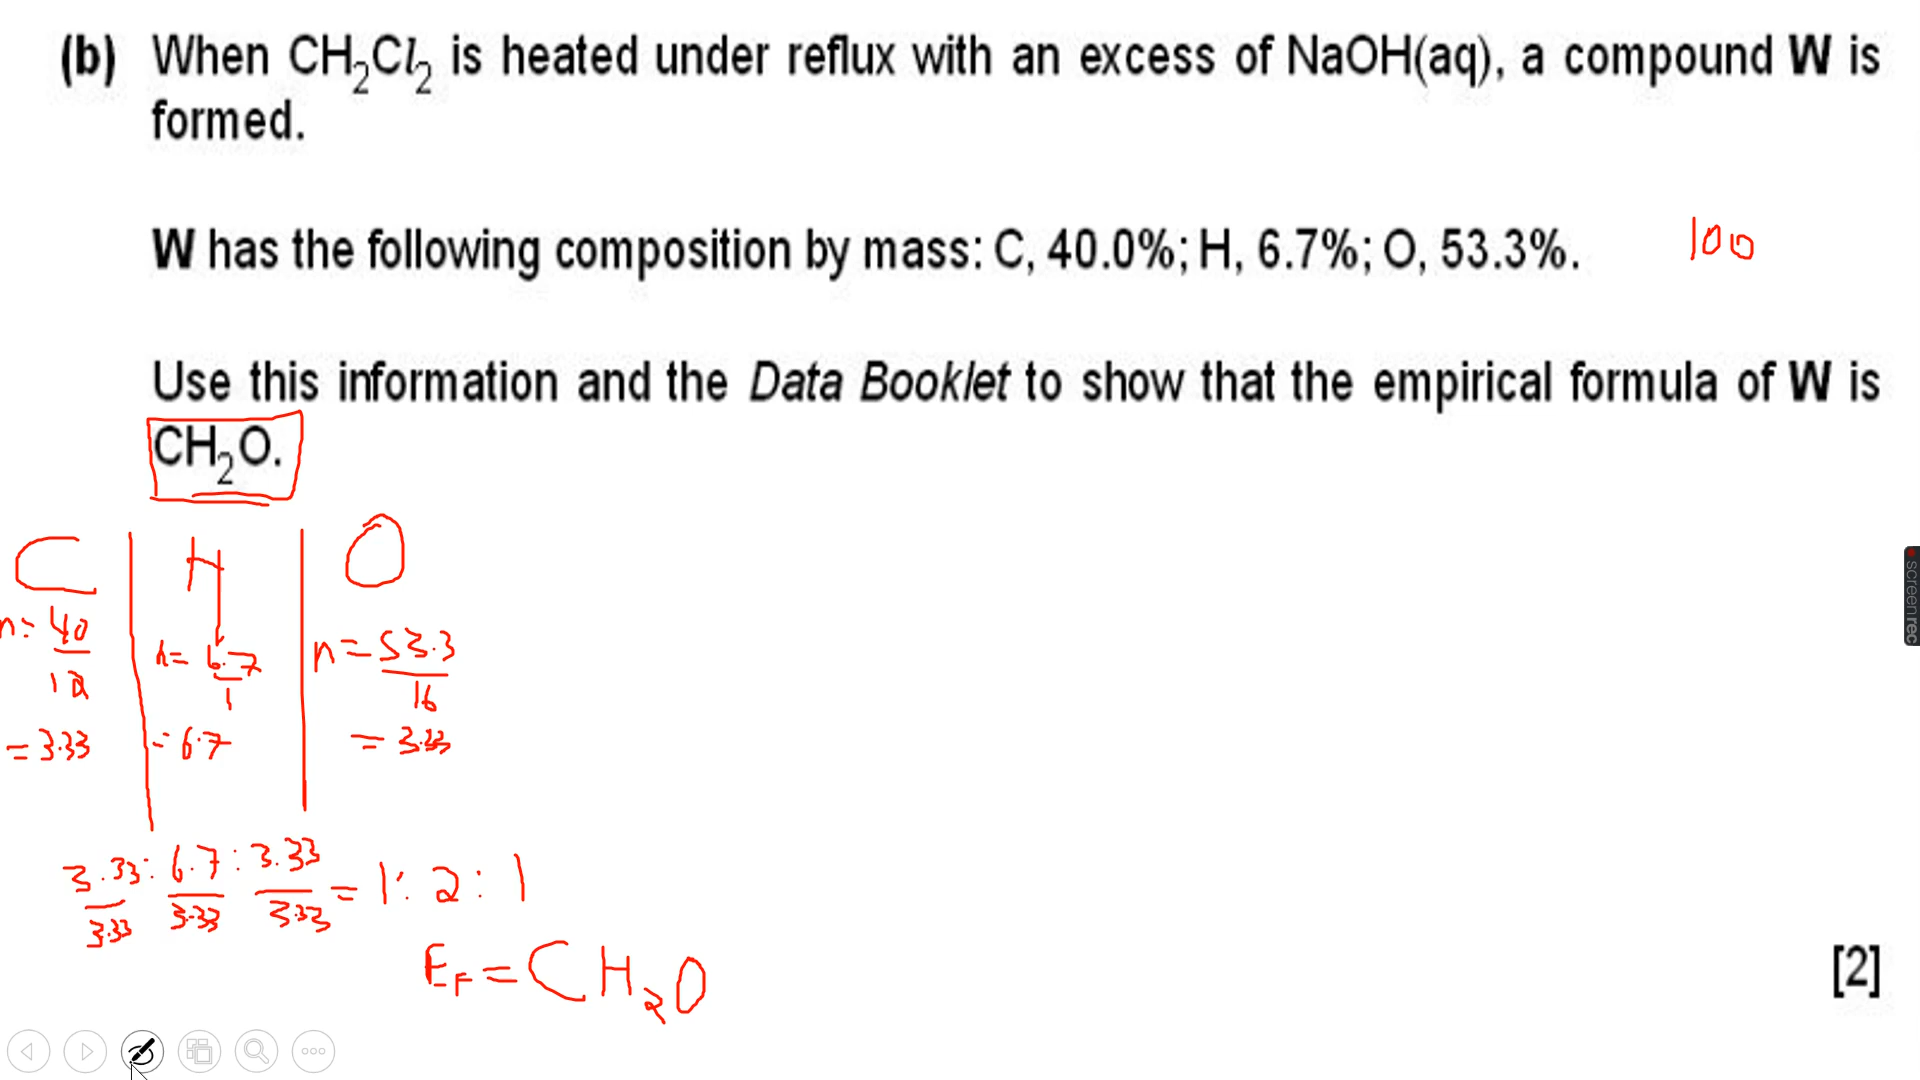 (b) When CH₂Cl₂ is heated under reflux with an excess of NaOH(aq), a compound W is
formed.
W has the following composition by mass: C, 40.0%; H, 6.7%; O, 53.3%.
100
Use this information and the Data Booklet to show that the empirical formula of W is
CH₂O.
C H O
n = 40/12 n = 6.7/1 n = 53.3/16
= 3.33 = 6.7 = 3.33
3.33/3.33 : 6.7/3.33 : 3.33/3.33 = 1 : 2 : 1
EF = CH₂O
[2]
screen rec